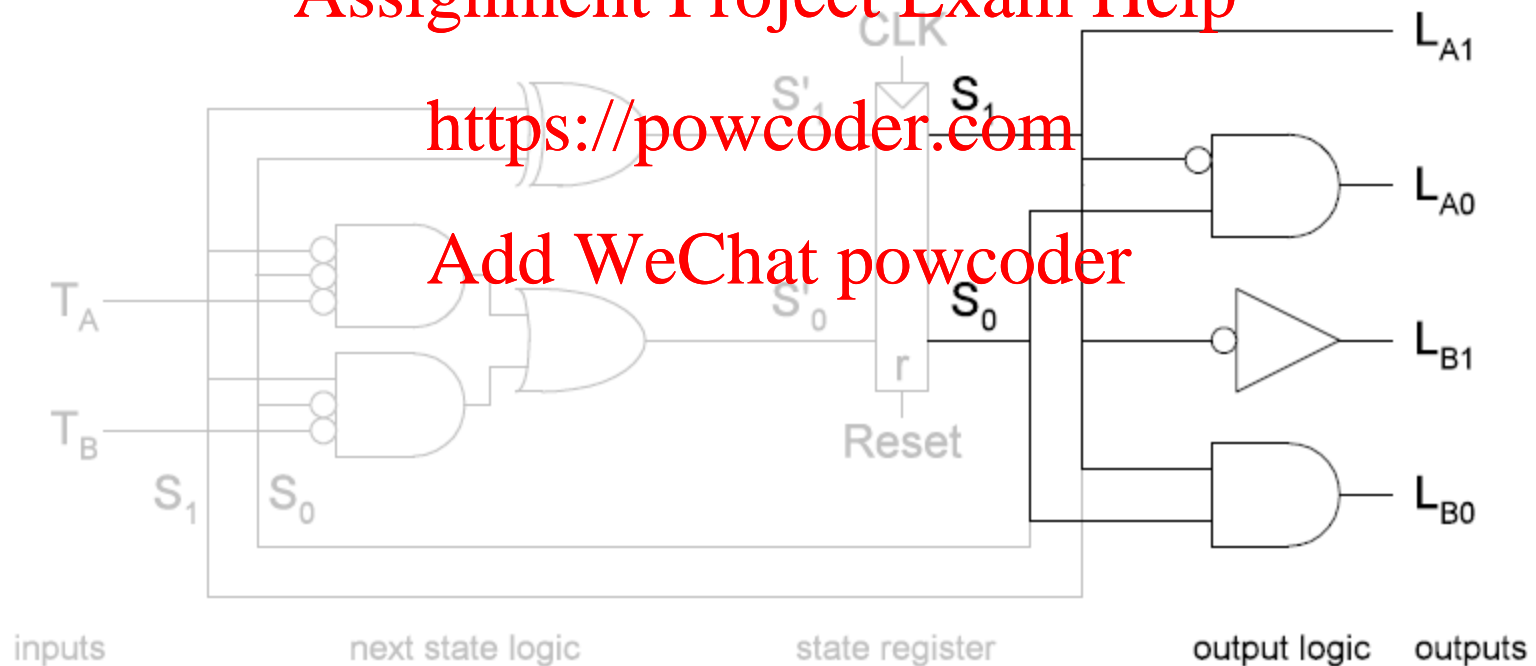 Assignment Project Exam Help
CLK
LA1
S'1
S1
https://powcoder.com
LA0
Add WeChat powcoder
TA
S'0
S0
LB1
r
TB
Reset
S1
S0
LB0
inputs
next state logic
state register
output logic
outputs